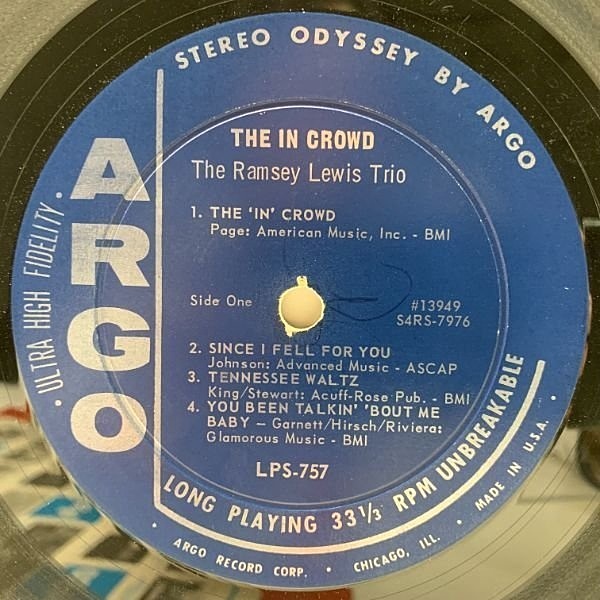 STEREO ODYSSEY BY ARGO
ARGO
• ULTRA HIGH FIDELITY •
THE IN CROWD
The Ramsey Lewis Trio
1. THE 'IN' CROWD
Page: American Music, Inc. - BMI
Side One
#13949
S4RS-7976
2. SINCE I FELL FOR YOU
Johnson: Advanced Music - ASCAP
3. TENNESSEE WALTZ
King/Stewart: Acuff-Rose Pub. - BMI
4. YOU BEEN TALKIN' 'BOUT ME
BABY — Garnett/Hirsch/Riviera:
Glamorous Music - BMI
LPS-757
LONG PLAYING 33⅓ RPM UNBREAKABLE
• ARGO RECORD CORP. • CHICAGO, ILL. • MADE IN U.S.A. •